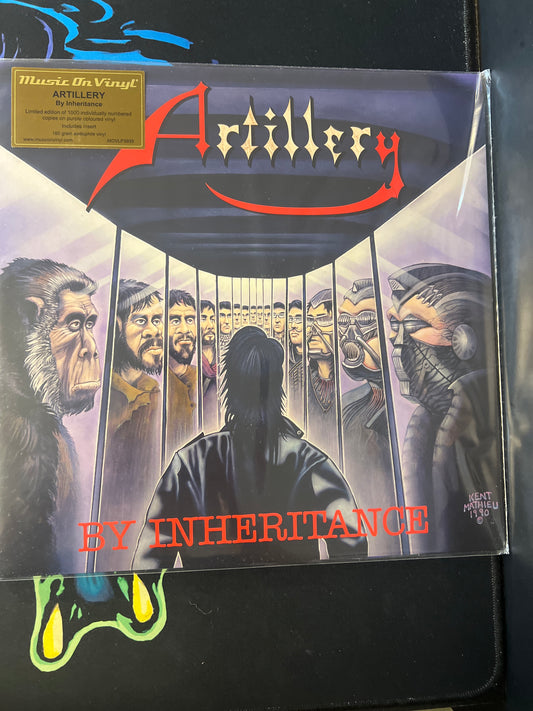 Music On Vinyl
ARTILLERY
By Inheritance
Limited edition of 1000 individually numbered
copies on purple coloured vinyl
Includes insert
180 gram audiophile vinyl
www.musiconvinyl.com
Artillery
BY INHERITANCE
KENT
MATHIEU
1990
©